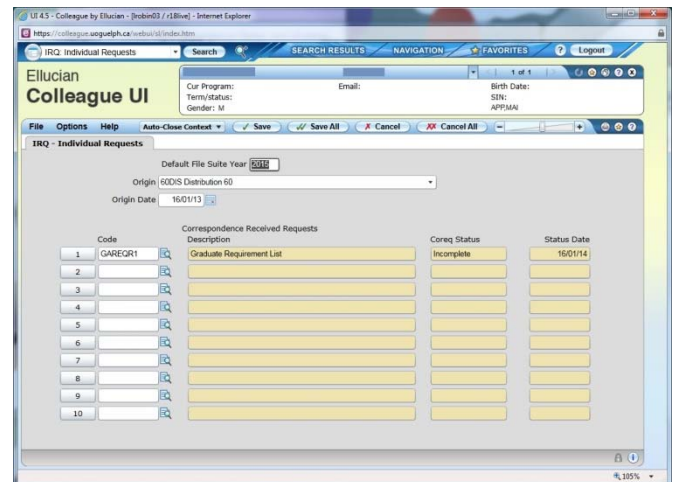 UI 4.5 - Colleague by Ellucian - [lrobin03 / r18live] - Internet Explorer
https://colleague.uoguelph.ca/webui/sl/index.htm
IRQ: Individual Requests Search SEARCH RESULTS NAVIGATION FAVORITES ? Logout
Ellucian
Colleague UI
1 of 1
Cur Program: Email: Birth Date:
Term/status: SIN:
Gender: M APP,MAI
File Options Help Auto-Close Context Save Save All Cancel Cancel All
IRQ - Individual Requests
Default File Suite Year 2015
Origin 60DIS Distribution 60
Origin Date 16/01/13
Correspondence Received Requests
Code Description Coreq Status Status Date
1 GAREQR1 Graduate Requirement List Incomplete 16/01/14
2
3
4
5
6
7
8
9
10
105%